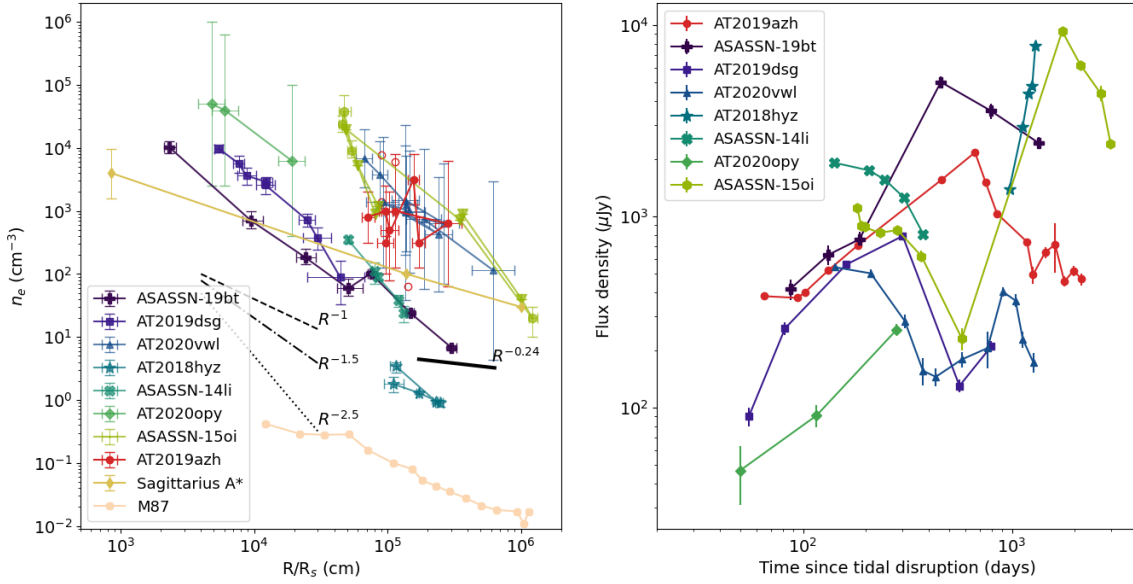 10^6
10^5
10^4
10^3
10^2
10^1
10^0
10^-1
10^-2
n_e (cm^-3)
R^-1
R^-1.5
R^-2.5
R^-0.24
ASASSN-19bt
AT2019dsg
AT2020vwl
AT2018hyz
ASASSN-14li
AT2020opy
ASASSN-15oi
AT2019azh
Sagittarius A*
M87
10^3
10^4
10^5
10^6
R/R_s (cm)
10^4
10^3
10^2
Flux density (μJy)
AT2019azh
ASASSN-19bt
AT2019dsg
AT2020vwl
AT2018hyz
ASASSN-14li
AT2020opy
ASASSN-15oi
10^2
10^3
Time since tidal disruption (days)